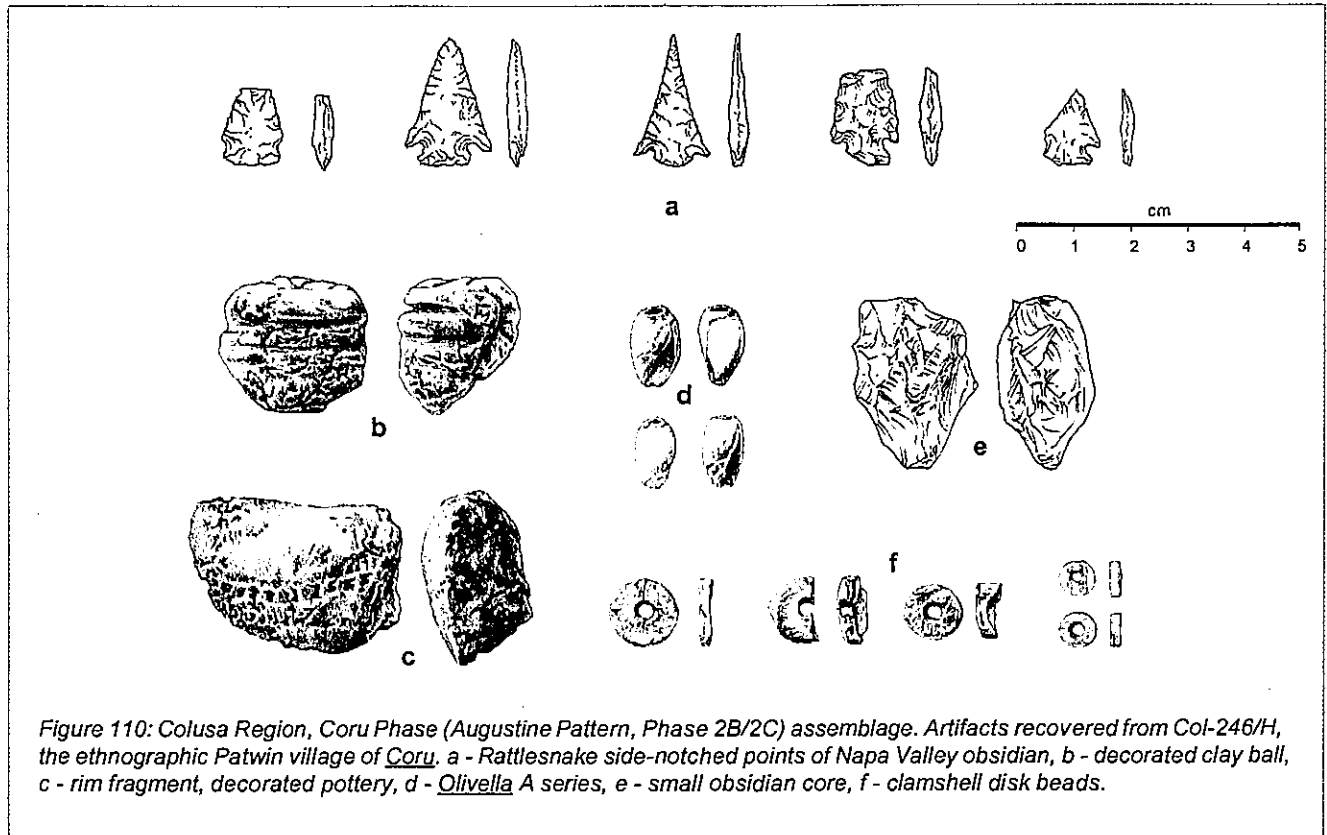 a
cm
0 1 2 3 4 5
b
d
e
c
f
Figure 110: Colusa Region, Coru Phase (Augustine Pattern, Phase 2B/2C) assemblage. Artifacts recovered from Col-246/H,
the ethnographic Patwin village of Coru. a - Rattlesnake side-notched points of Napa Valley obsidian, b - decorated clay ball,
c - rim fragment, decorated pottery, d - Olivella A series, e - small obsidian core, f - clamshell disk beads.